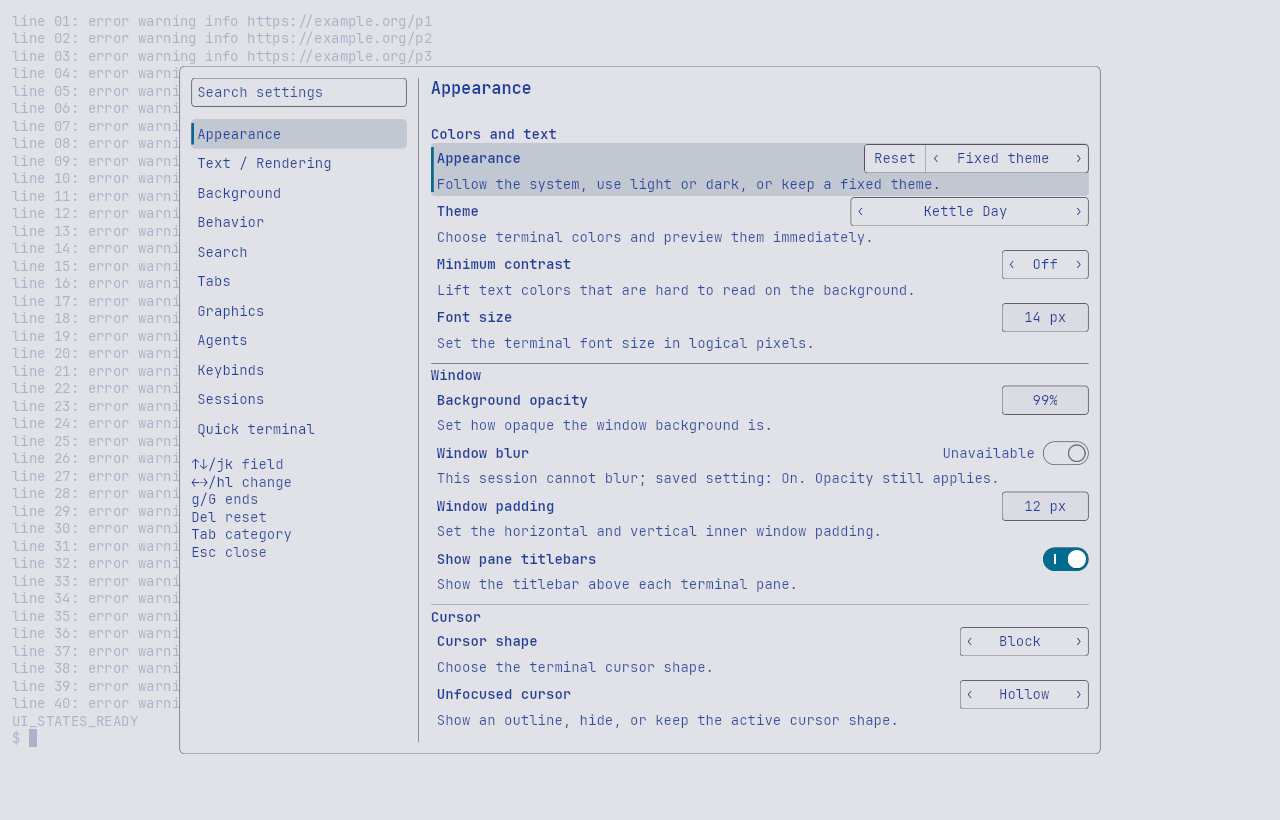 line 01: error warning info https://example.org/p1
line 02: error warning info https://example.org/p2
line 03: error warning info https://example.org/p3
line 04: error warni
line 05: error warni
line 06: error warni
line 07: error warni
line 08: error warni
line 09: error warni
line 10: error warni
line 11: error warni
line 12: error warni
line 13: error warni
line 14: error warni
line 15: error warni
line 16: error warni
line 17: error warni
line 18: error warni
line 19: error warni
line 20: error warni
line 21: error warni
line 22: error warni
line 23: error warni
line 24: error warni
line 25: error warni
line 26: error warni
line 27: error warni
line 28: error warni
line 29: error warni
line 30: error warni
line 31: error warni
line 32: error warni
line 33: error warni
line 34: error warni
line 35: error warni
line 36: error warni
line 37: error warni
line 38: error warni
line 39: error warni
line 40: error warni
UI_STATES_READY
$
Search settings
Appearance
Text / Rendering
Background
Behavior
Search
Tabs
Graphics
Agents
Keybinds
Sessions
Quick terminal
↑↓/jk field
←→/hl change
g/G ends
Del reset
Tab category
Esc close
Appearance
Colors and text
Appearance Reset ‹ Fixed theme ›
Follow the system, use light or dark, or keep a fixed theme.
Theme ‹ Kettle Day ›
Choose terminal colors and preview them immediately.
Minimum contrast ‹ Off ›
Lift text colors that are hard to read on the background.
Font size 14 px
Set the terminal font size in logical pixels.
Window
Background opacity 99%
Set how opaque the window background is.
Window blur Unavailable
This session cannot blur; saved setting: On. Opacity still applies.
Window padding 12 px
Set the horizontal and vertical inner window padding.
Show pane titlebars
Show the titlebar above each terminal pane.
Cursor
Cursor shape ‹ Block ›
Choose the terminal cursor shape.
Unfocused cursor ‹ Hollow ›
Show an outline, hide, or keep the active cursor shape.